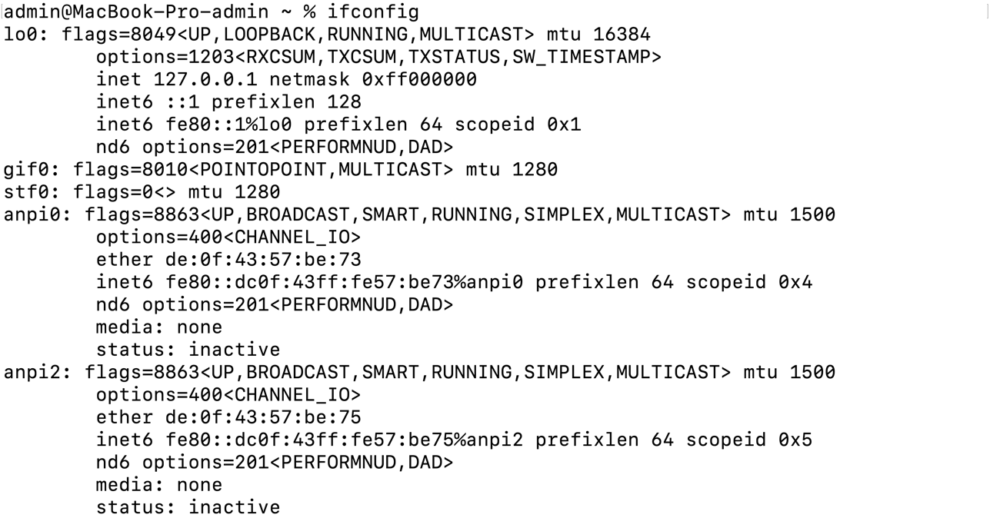 admin@MacBook-Pro-admin ~ % ifconfig
lo0: flags=8049<UP,LOOPBACK,RUNNING,MULTICAST> mtu 16384
options=1203<RXCSUM,TXCSUM,TXSTATUS,SW_TIMESTAMP>
inet 127.0.0.1 netmask 0xff000000
inet6 ::1 prefixlen 128
inet6 fe80::1%lo0 prefixlen 64 scopeid 0x1
nd6 options=201<PERFORMNUD,DAD>
gif0: flags=8010<POINTOPOINT,MULTICAST> mtu 1280
stf0: flags=0<> mtu 1280
anpi0: flags=8863<UP,BROADCAST,SMART,RUNNING,SIMPLEX,MULTICAST> mtu 1500
options=400<CHANNEL_IO>
ether de:0f:43:57:be:73
inet6 fe80::dc0f:43ff:fe57:be73%anpi0 prefixlen 64 scopeid 0x4
nd6 options=201<PERFORMNUD,DAD>
media: none
status: inactive
anpi2: flags=8863<UP,BROADCAST,SMART,RUNNING,SIMPLEX,MULTICAST> mtu 1500
options=400<CHANNEL_IO>
ether de:0f:43:57:be:75
inet6 fe80::dc0f:43ff:fe57:be75%anpi2 prefixlen 64 scopeid 0x5
nd6 options=201<PERFORMNUD,DAD>
media: none
status: inactive